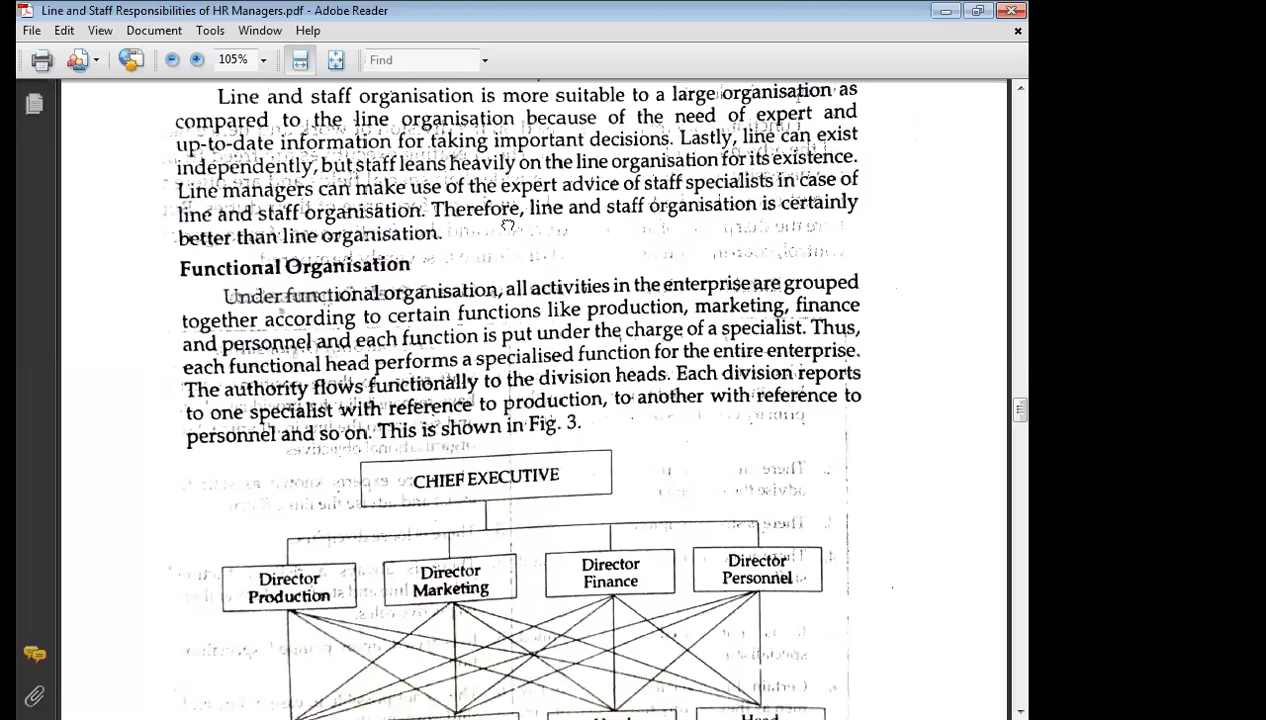 Line and Staff Responsibilities of HR Managers.pdf - Adobe Reader
File Edit View Document Tools Window Help
105% Find
Line and staff organisation is more suitable to a large organisation as
compared to the line organisation because of the need of expert and
up-to-date information for taking important decisions. Lastly, line can exist
independently, but staff leans heavily on the line organisation for its existence.
Line managers can make use of the expert advice of staff specialists in case of
line and staff organisation. Therefore, line and staff organisation is certainly
better than line organisation.
Functional Organisation
Under functional organisation, all activities in the enterprise are grouped
together according to certain functions like production, marketing, finance
and personnel and each function is put under the charge of a specialist. Thus,
each functional head performs a specialised function for the entire enterprise.
The authority flows functionally to the division heads. Each division reports
to one specialist with reference to production, to another with reference to
personnel and so on. This is shown in Fig. 3.
CHIEF EXECUTIVE
Director Production
Director Marketing
Director Finance
Director Personnel
Head